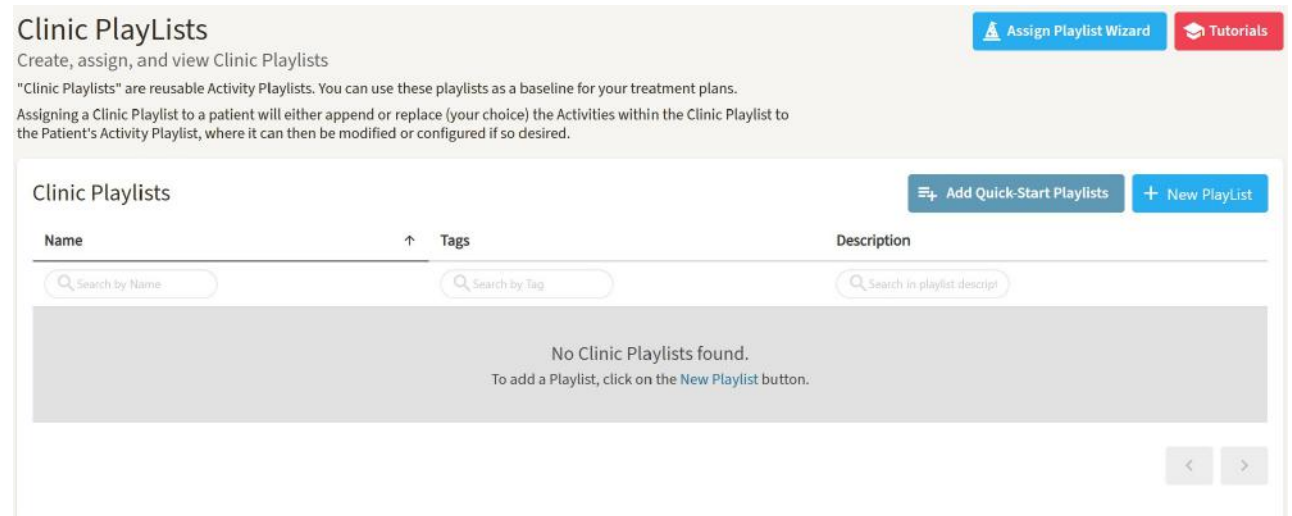 Clinic PlayLists
Assign Playlist Wizard
Tutorials
Create, assign, and view Clinic Playlists
"Clinic Playlists" are reusable Activity Playlists. You can use these playlists as a baseline for your treatment plans.
Assigning a Clinic Playlist to a patient will either append or replace (your choice) the Activities within the Clinic Playlist to
the Patient's Activity Playlist, where it can then be modified or configured if so desired.
Clinic Playlists
Add Quick-Start Playlists
+ New PlayList
Name ↑ Tags Description
Search by Name
Search by Tag
Search in playlist descript
No Clinic Playlists found.
To add a Playlist, click on the New Playlist button.